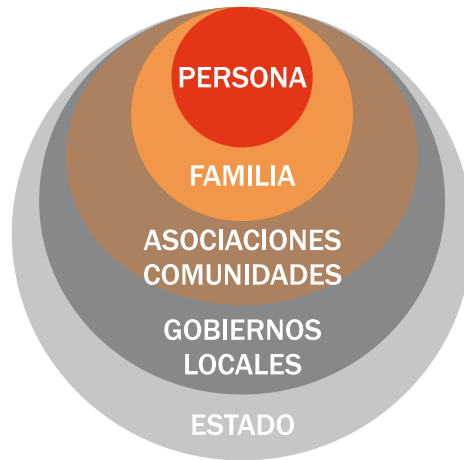 PERSONA
FAMILIA
ASOCIACIONES
COMUNIDADES
GOBIERNOS
LOCALES
ESTADO